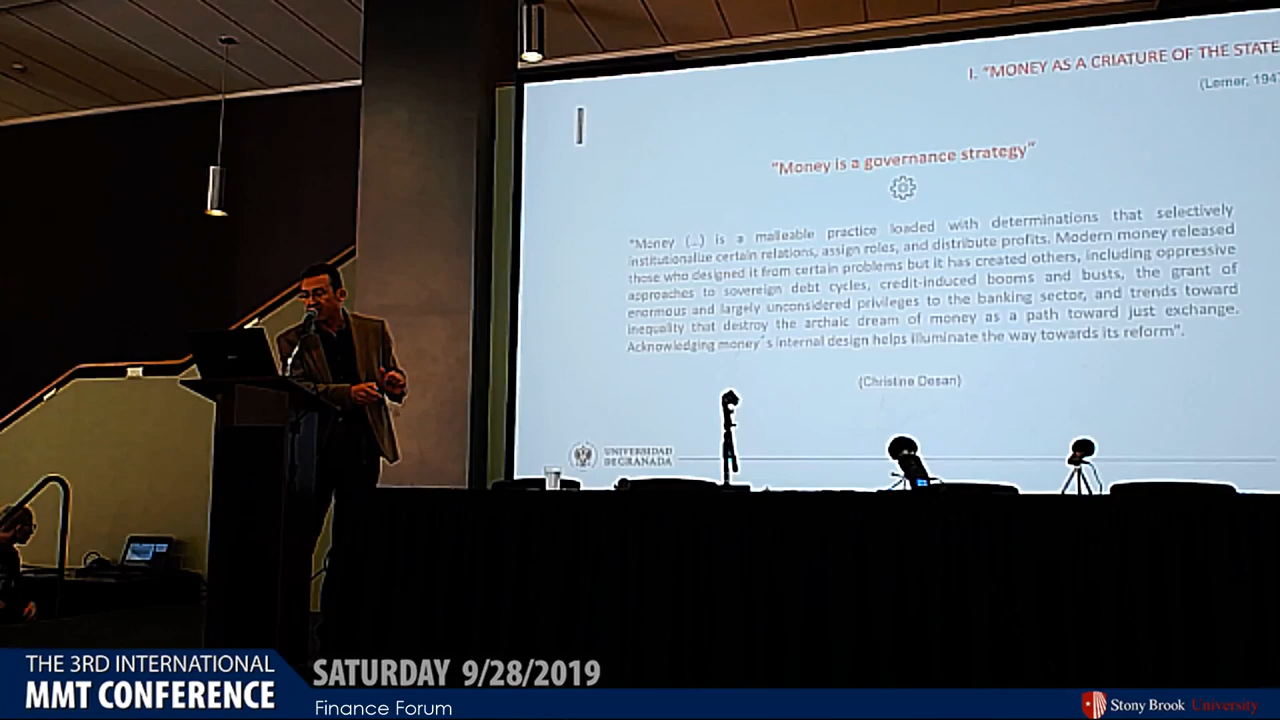 I. “MONEY AS A CRIATURE OF THE STATE
(Lerner, 194
“Money is a governance strategy”
“Money (…) is a malleable practice loaded with determinations that selectively
institutionalize certain relations, assign roles, and distribute profits. Modern money released
those who designed it from certain problems but it has created others, including oppressive
approaches to sovereign debt cycles, credit-induced booms and busts, the grant of
enormous and largely unconsidered privileges to the banking sector, and trends toward
inequality that destroy the archaic dream of money as a path toward just exchange.
Acknowledging money´s internal design helps illuminate the way towards its reform”.
(Christine Desan)
UNIVERSIDAD
DE GRANADA
THE 3RD INTERNATIONAL
MMT CONFERENCE
SATURDAY 9/28/2019
Finance Forum
Stony Brook University